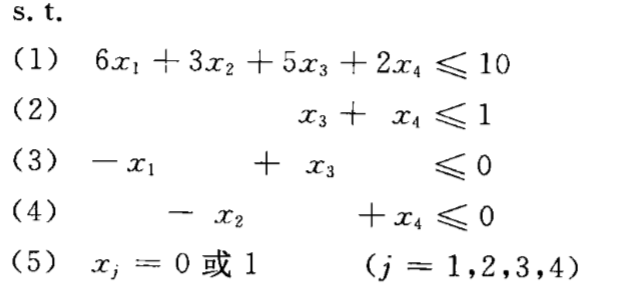 s. t.
(1) 6x₁ + 3x₂ + 5x₃ + 2x₄ ⩽ 10
(2) x₃ + x₄ ⩽ 1
(3) − x₁ + x₃ ⩽ 0
(4) − x₂ + x₄ ⩽ 0
(5) xⱼ = 0 或 1 (j = 1,2,3,4)